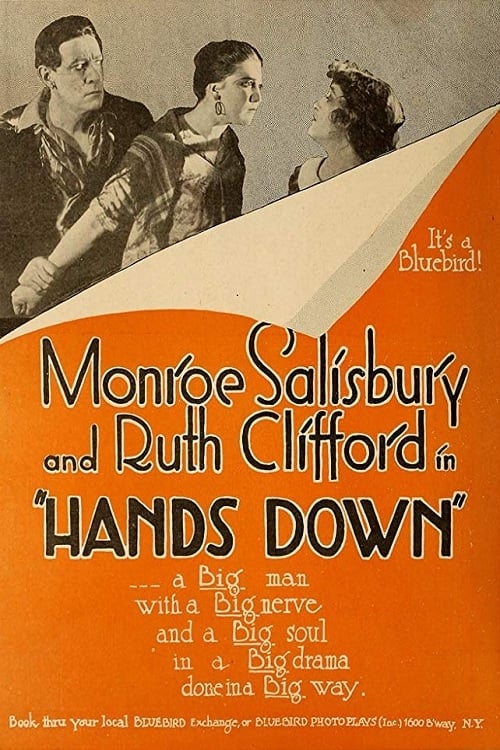 It's a
Bluebird!
Monroe Salisbury
and Ruth Clifford in
"HANDS DOWN"
--- a Big man
with a Big nerve
and a Big soul
in a Big drama
done in a Big way.
Book thru your local BLUEBIRD Exchange, or BLUEBIRD PHOTOPLAYS (Inc.) 1600 B'way, N.Y.